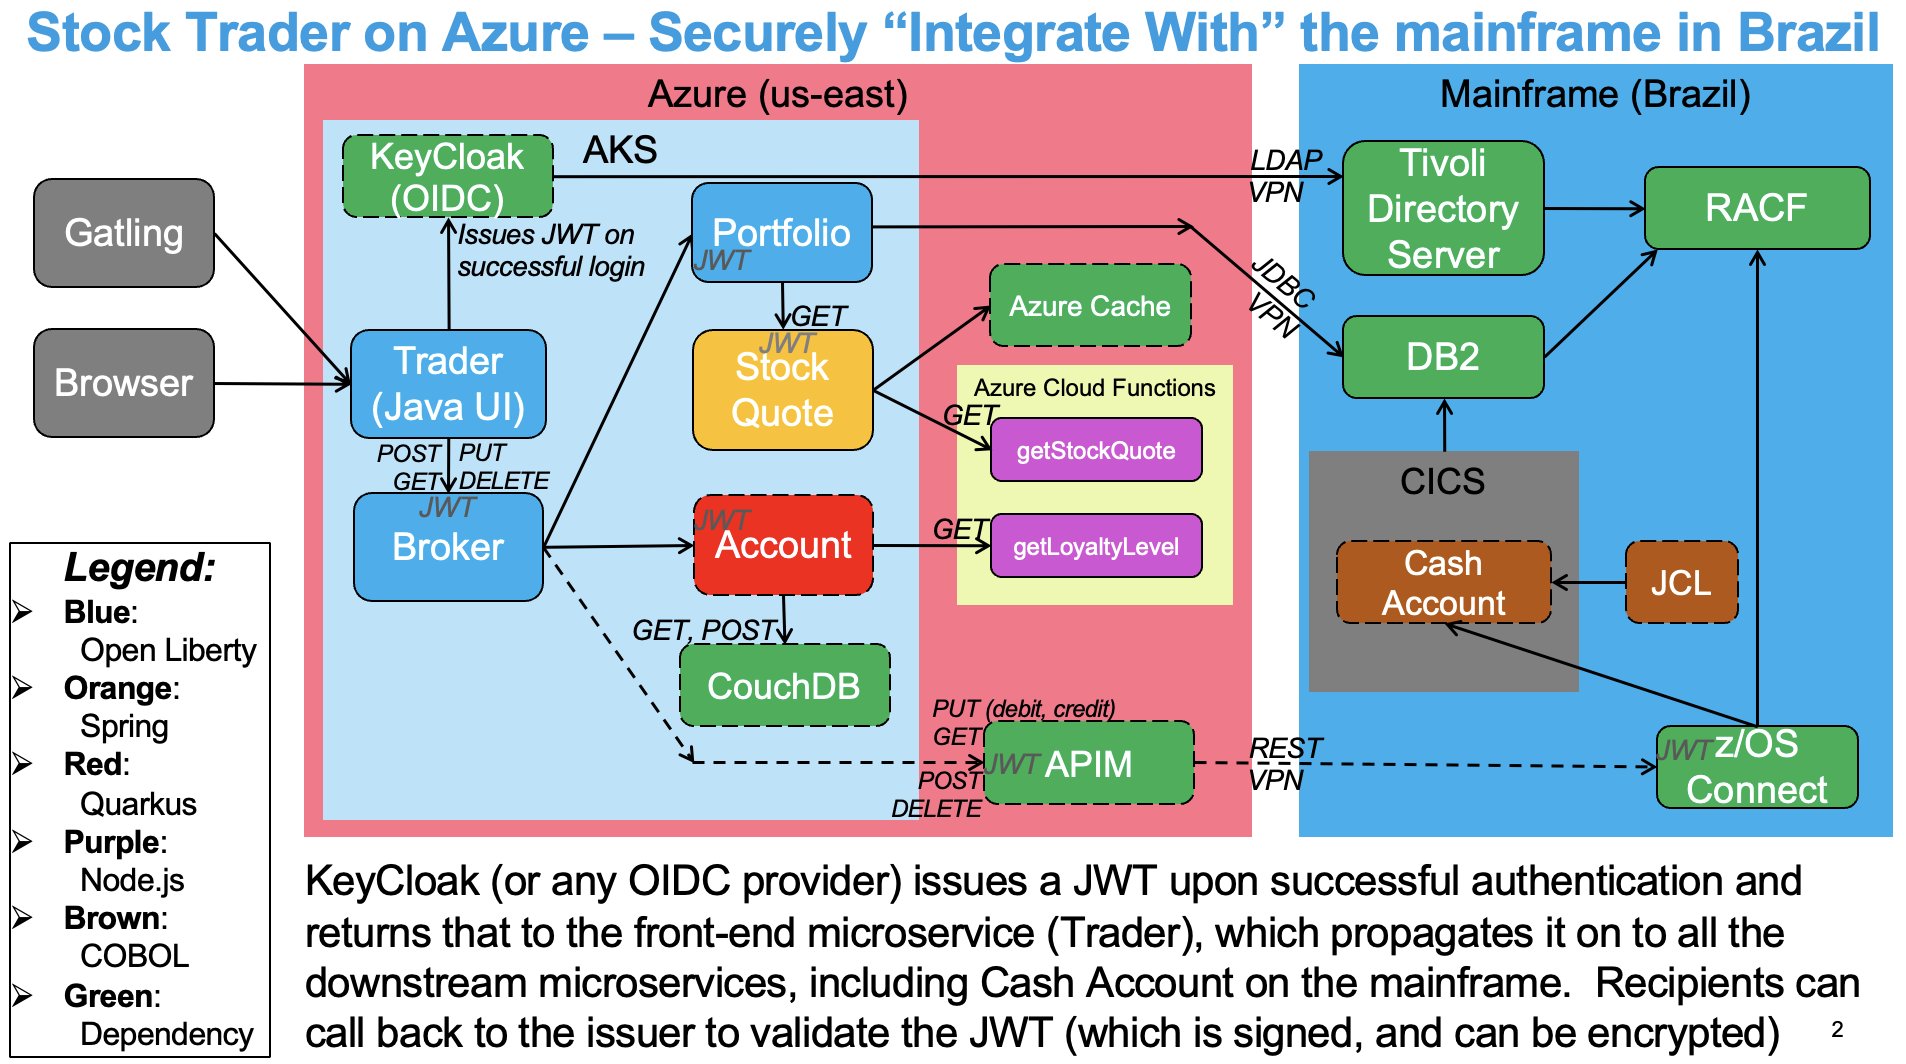 Stock Trader on Azure – Securely “Integrate With” the mainframe in Brazil
Azure (us-east)
Mainframe (Brazil)
AKS
KeyCloak
(OIDC)
Issues JWT on
successful login
Gatling
Browser
Trader
(Java UI)
POST
PUT
GET
DELETE
JWT
Broker
Portfolio
JWT
GET
JWT
Stock
Quote
JWT
Account
GET, POST
CouchDB
Azure Cache
Azure Cloud Functions
GET
getStockQuote
GET
getLoyaltyLevel
PUT (debit, credit)
GET
JWT APIM
POST
DELETE
LDAP
VPN
JDBC
VPN
REST
VPN
Tivoli
Directory
Server
RACF
DB2
CICS
Cash
Account
JCL
JWT z/OS
Connect
Legend:
➢ Blue:
Open Liberty
➢ Orange:
Spring
➢ Red:
Quarkus
➢ Purple:
Node.js
➢ Brown:
COBOL
➢ Green:
Dependency
KeyCloak (or any OIDC provider) issues a JWT upon successful authentication and
returns that to the front-end microservice (Trader), which propagates it on to all the
downstream microservices, including Cash Account on the mainframe.  Recipients can
call back to the issuer to validate the JWT (which is signed, and can be encrypted)
2